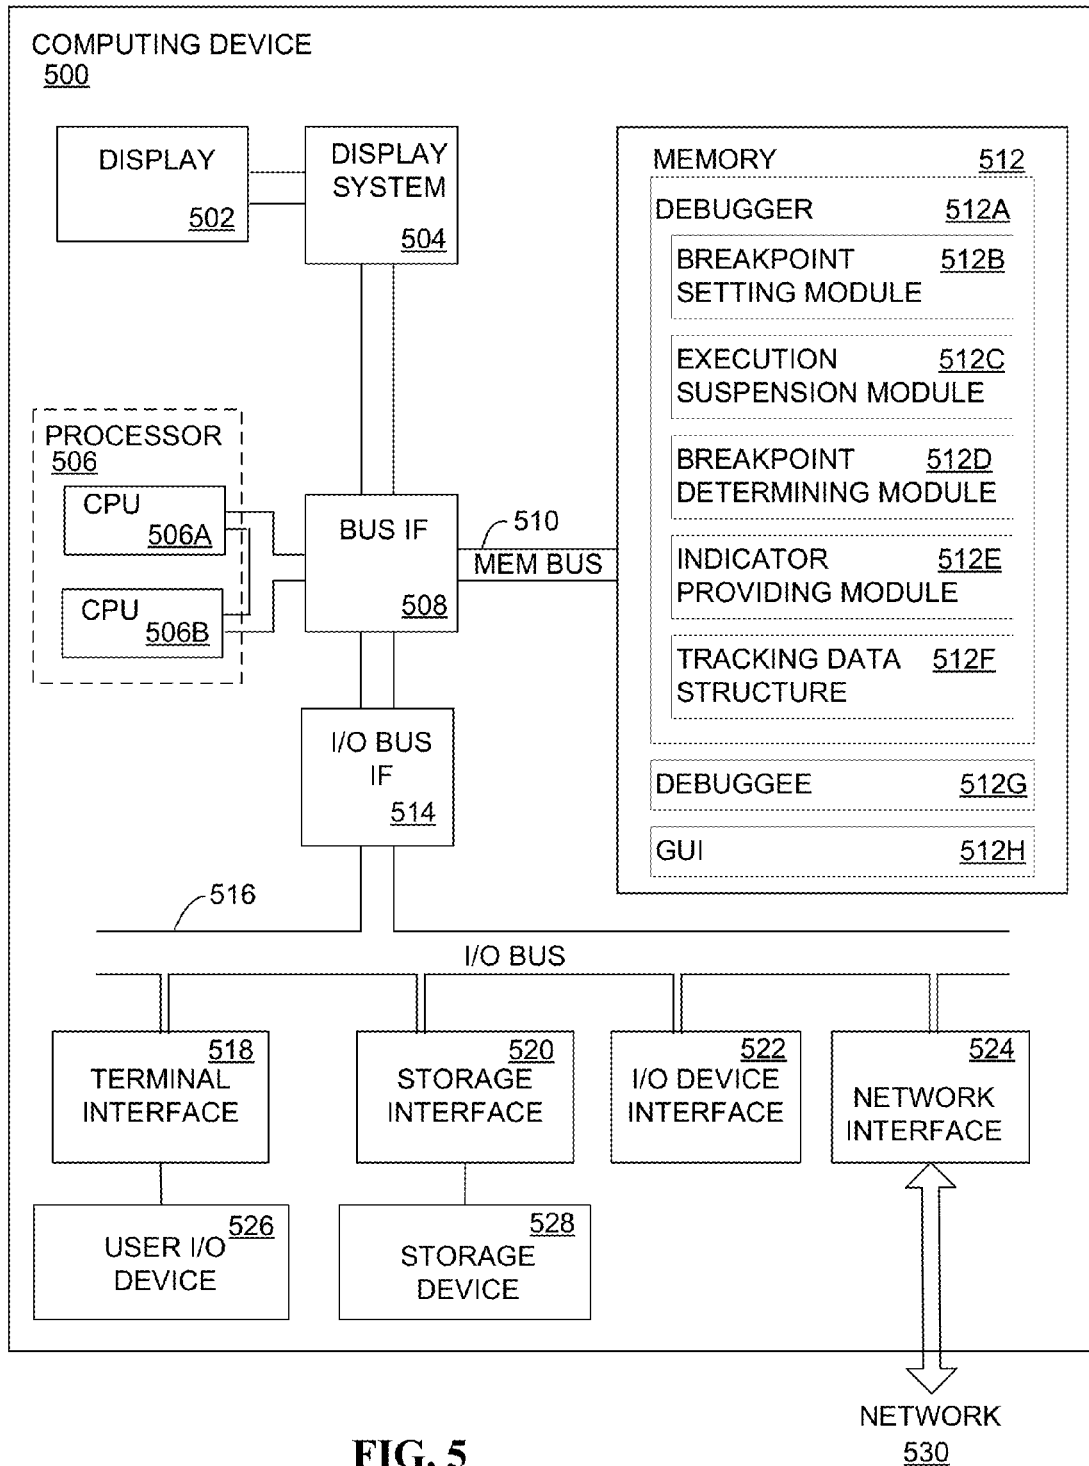 COMPUTING DEVICE
500
DISPLAY
502
DISPLAY
SYSTEM
504
MEMORY 512
DEBUGGER 512A
BREAKPOINT 512B
SETTING MODULE
EXECUTION 512C
SUSPENSION MODULE
BREAKPOINT 512D
DETERMINING MODULE
INDICATOR 512E
PROVIDING MODULE
TRACKING DATA 512F
STRUCTURE
DEBUGGEE 512G
GUI 512H
PROCESSOR
506
CPU
506A
CPU
506B
BUS IF
508
510
MEM BUS
I/O BUS
IF
514
516
I/O BUS
518
TERMINAL
INTERFACE
520
STORAGE
INTERFACE
522
I/O DEVICE
INTERFACE
524
NETWORK
INTERFACE
526
USER I/O
DEVICE
528
STORAGE
DEVICE
NETWORK
530
FIG. 5